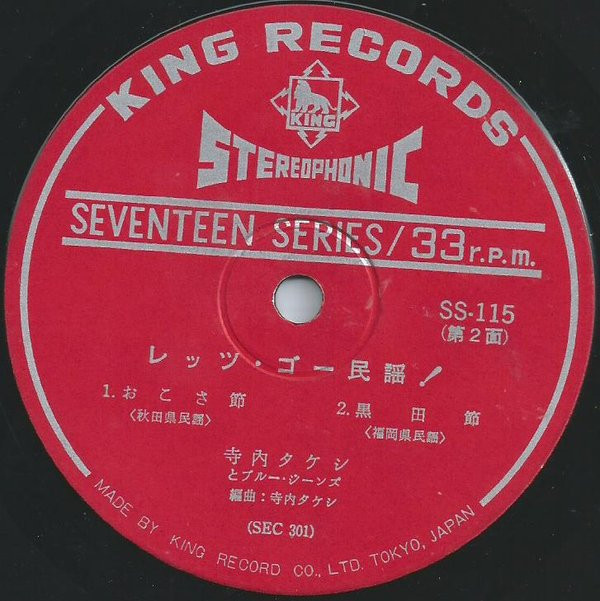 KING RECORDS
KING
STEREOPHONIC
SEVENTEEN SERIES/33r.p.m.
SS·115
(第2面)
レッツ・ゴー民謡!
1.おこさ節
〈秋田県民謡〉
2.黒田節
〈福岡県民謡〉
寺内タケシ
とブルー・ジーンズ
編曲:寺内タケシ
(SEC 301)
MADE BY KING RECORD CO., LTD. TOKYO, JAPAN